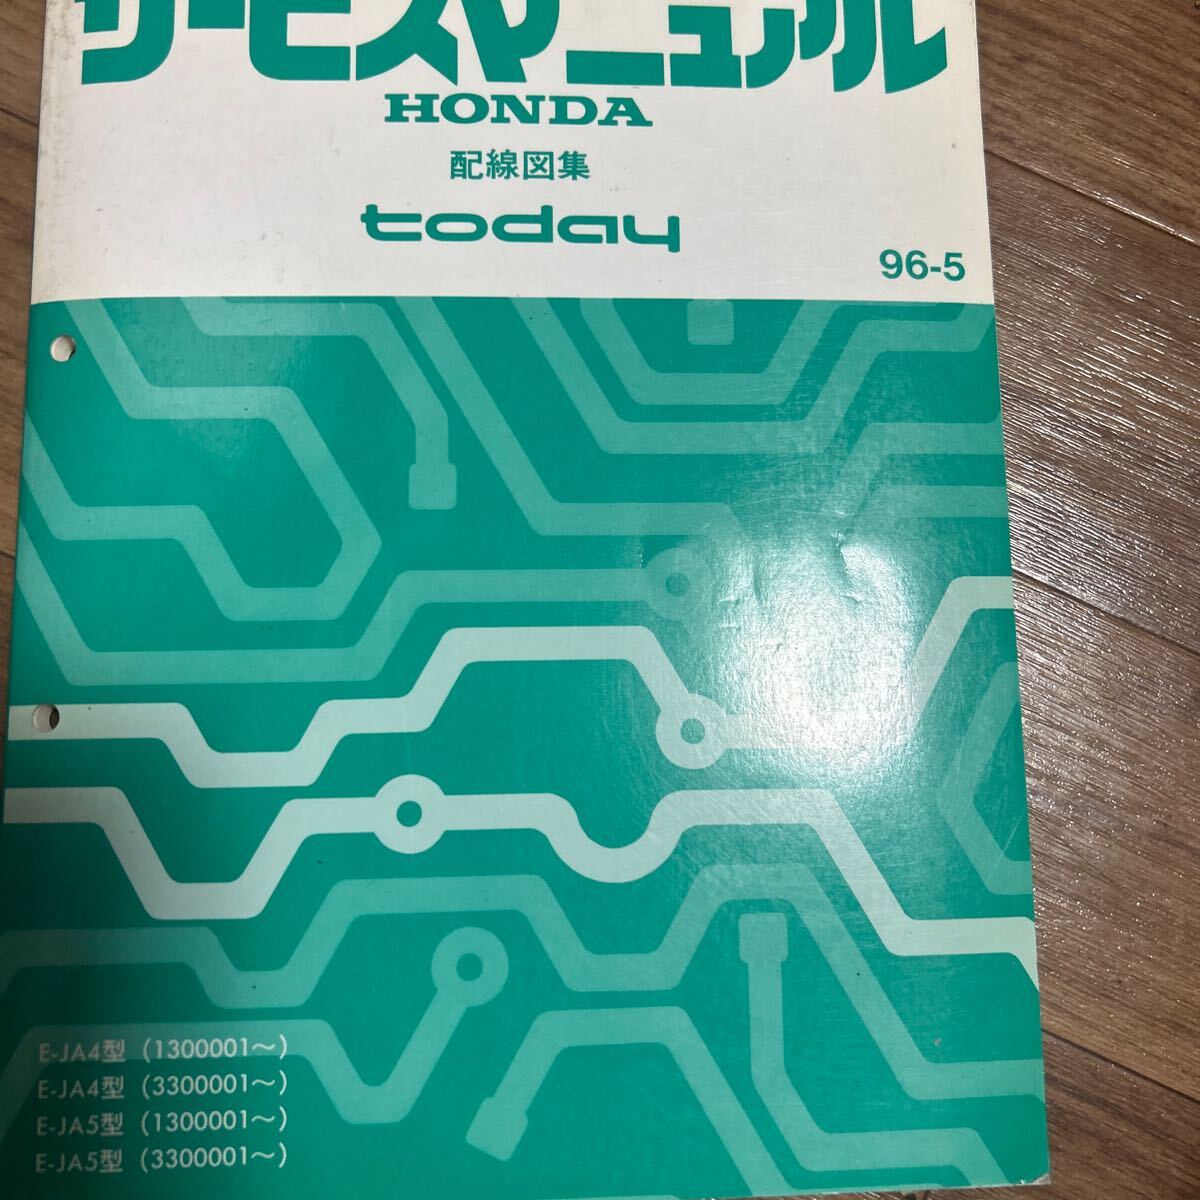 サービスマニュアル
HONDA
配線図集
today
96-5
E-JA4型 (1300001～)
E-JA4型 (3300001～)
E-JA5型 (1300001～)
E-JA5型 (3300001～)